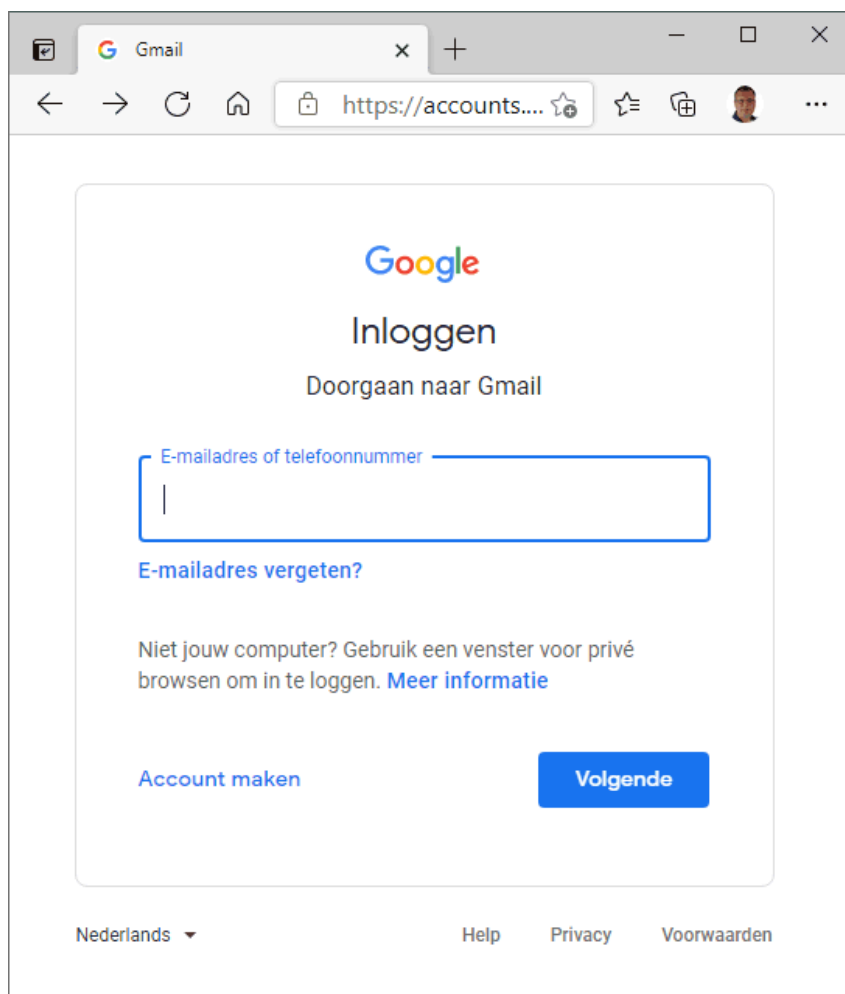 Gmail
https://accounts....
Google
Inloggen
Doorgaan naar Gmail
E-mailadres of telefoonnummer
E-mailadres vergeten?
Niet jouw computer? Gebruik een venster voor privé
browsen om in te loggen. Meer informatie
Account maken
Volgende
Nederlands
Help
Privacy
Voorwaarden